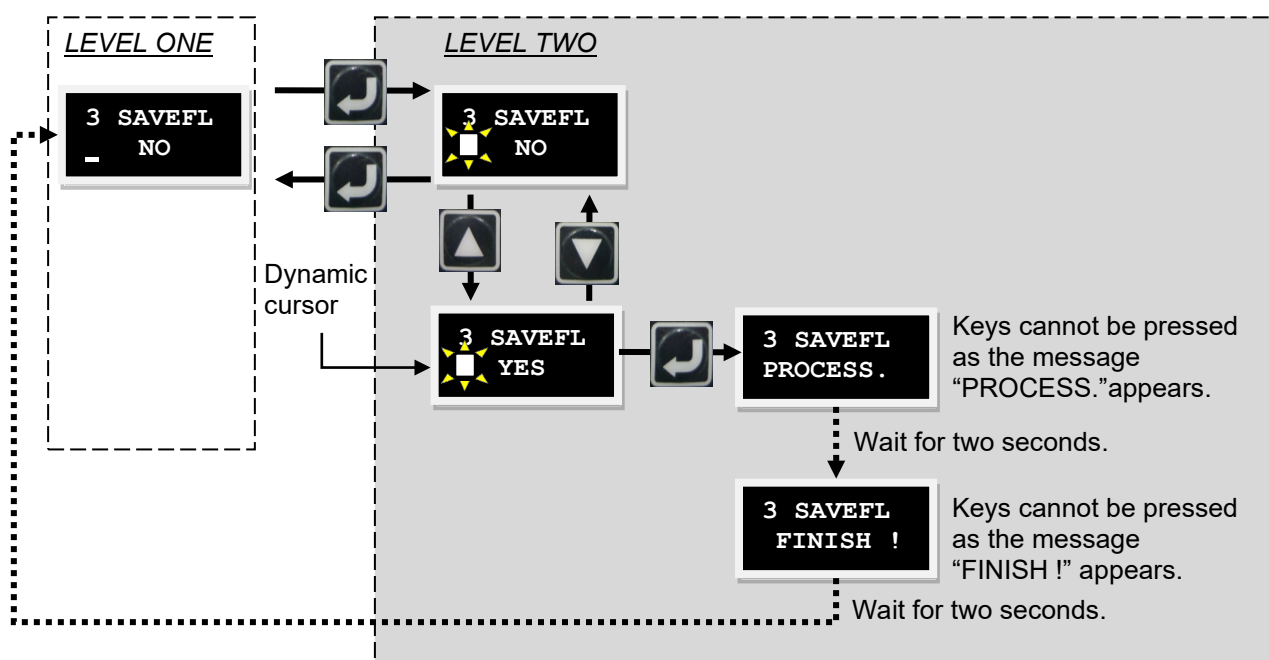 LEVEL ONE
LEVEL TWO
3 SAVEFL
_ NO
3 SAVEFL
NO
Dynamic
cursor
3 SAVEFL
YES
3 SAVEFL
PROCESS.
Keys cannot be pressed
as the message
“PROCESS.”appears.
Wait for two seconds.
3 SAVEFL
FINISH !
Keys cannot be pressed
as the message
“FINISH !” appears.
Wait for two seconds.